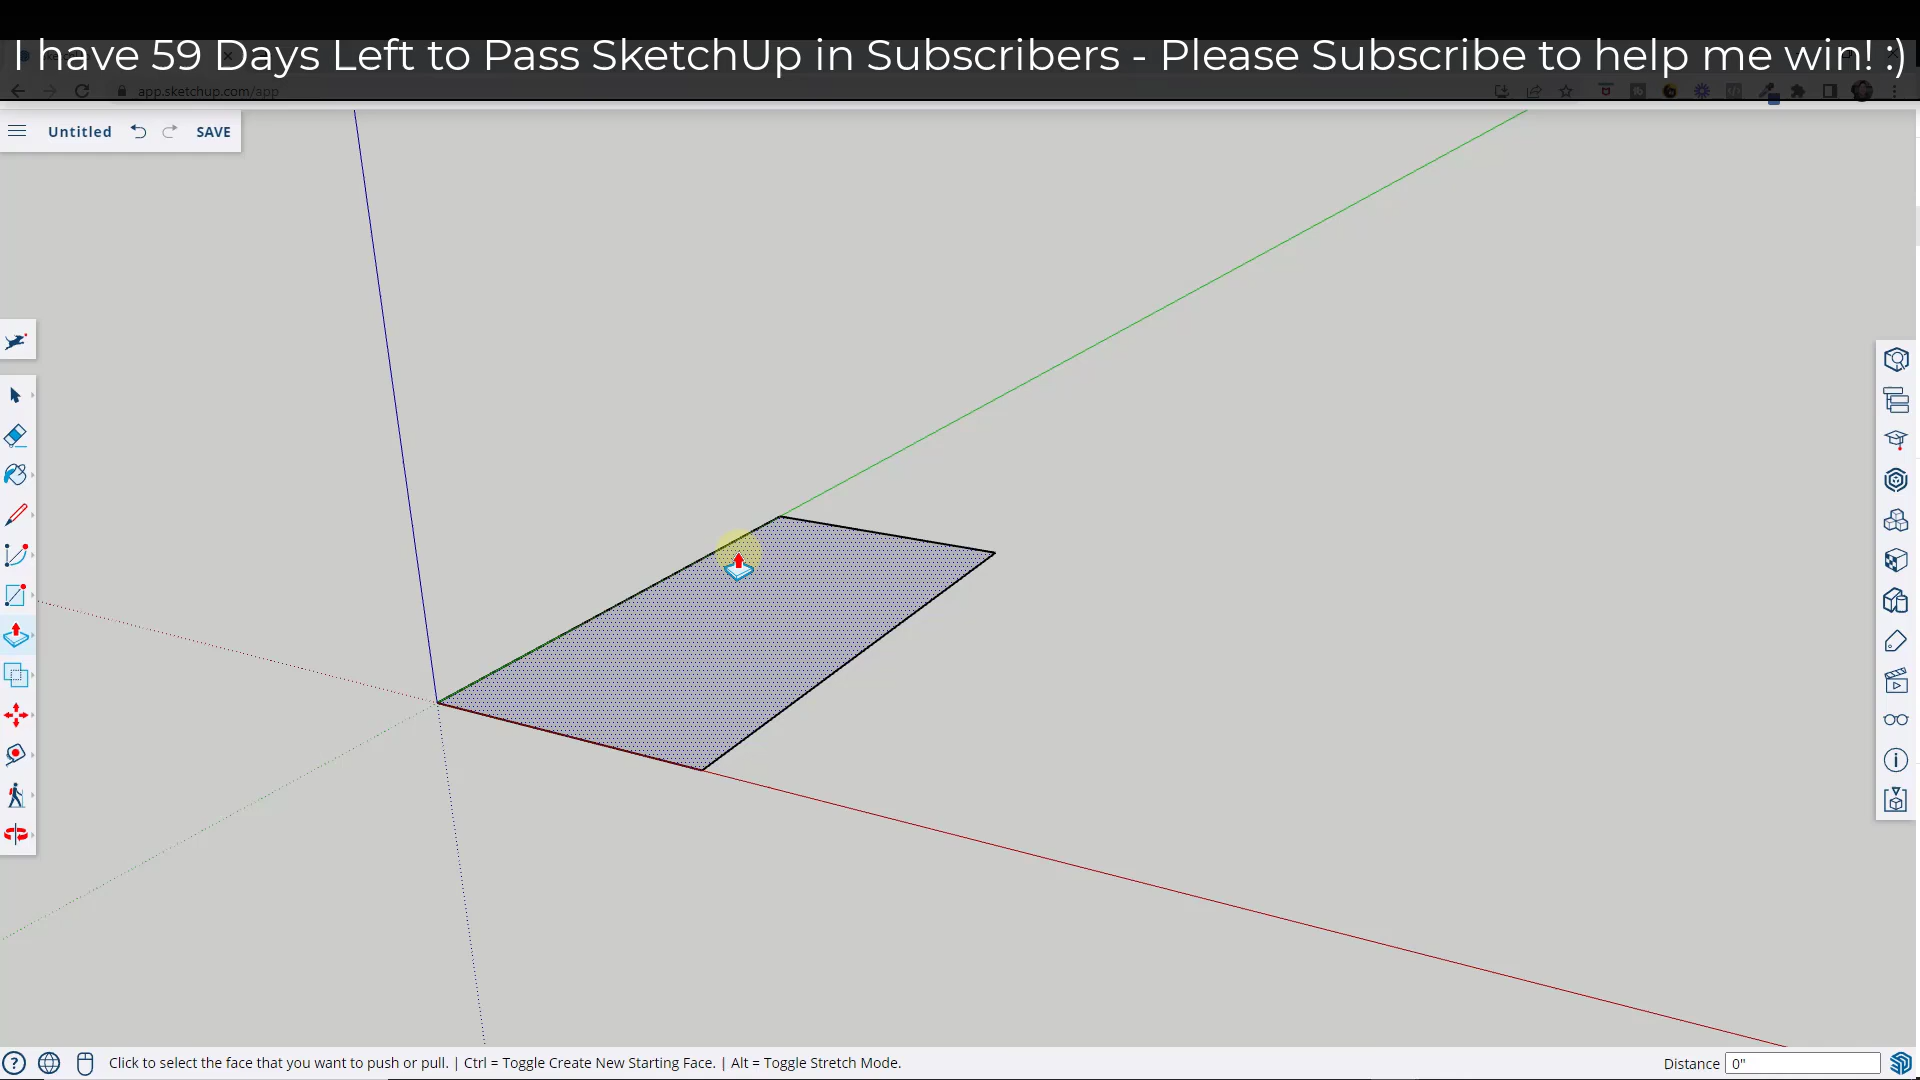 I have 59 Days Left to Pass SketchUp in Subscribers - Please Subscribe to help me win! :)
app.sketchup.com/app
Untitled
SAVE
Click to select the face that you want to push or pull. | Ctrl = Toggle Create New Starting Face. | Alt = Toggle Stretch Mode.
Distance
0"